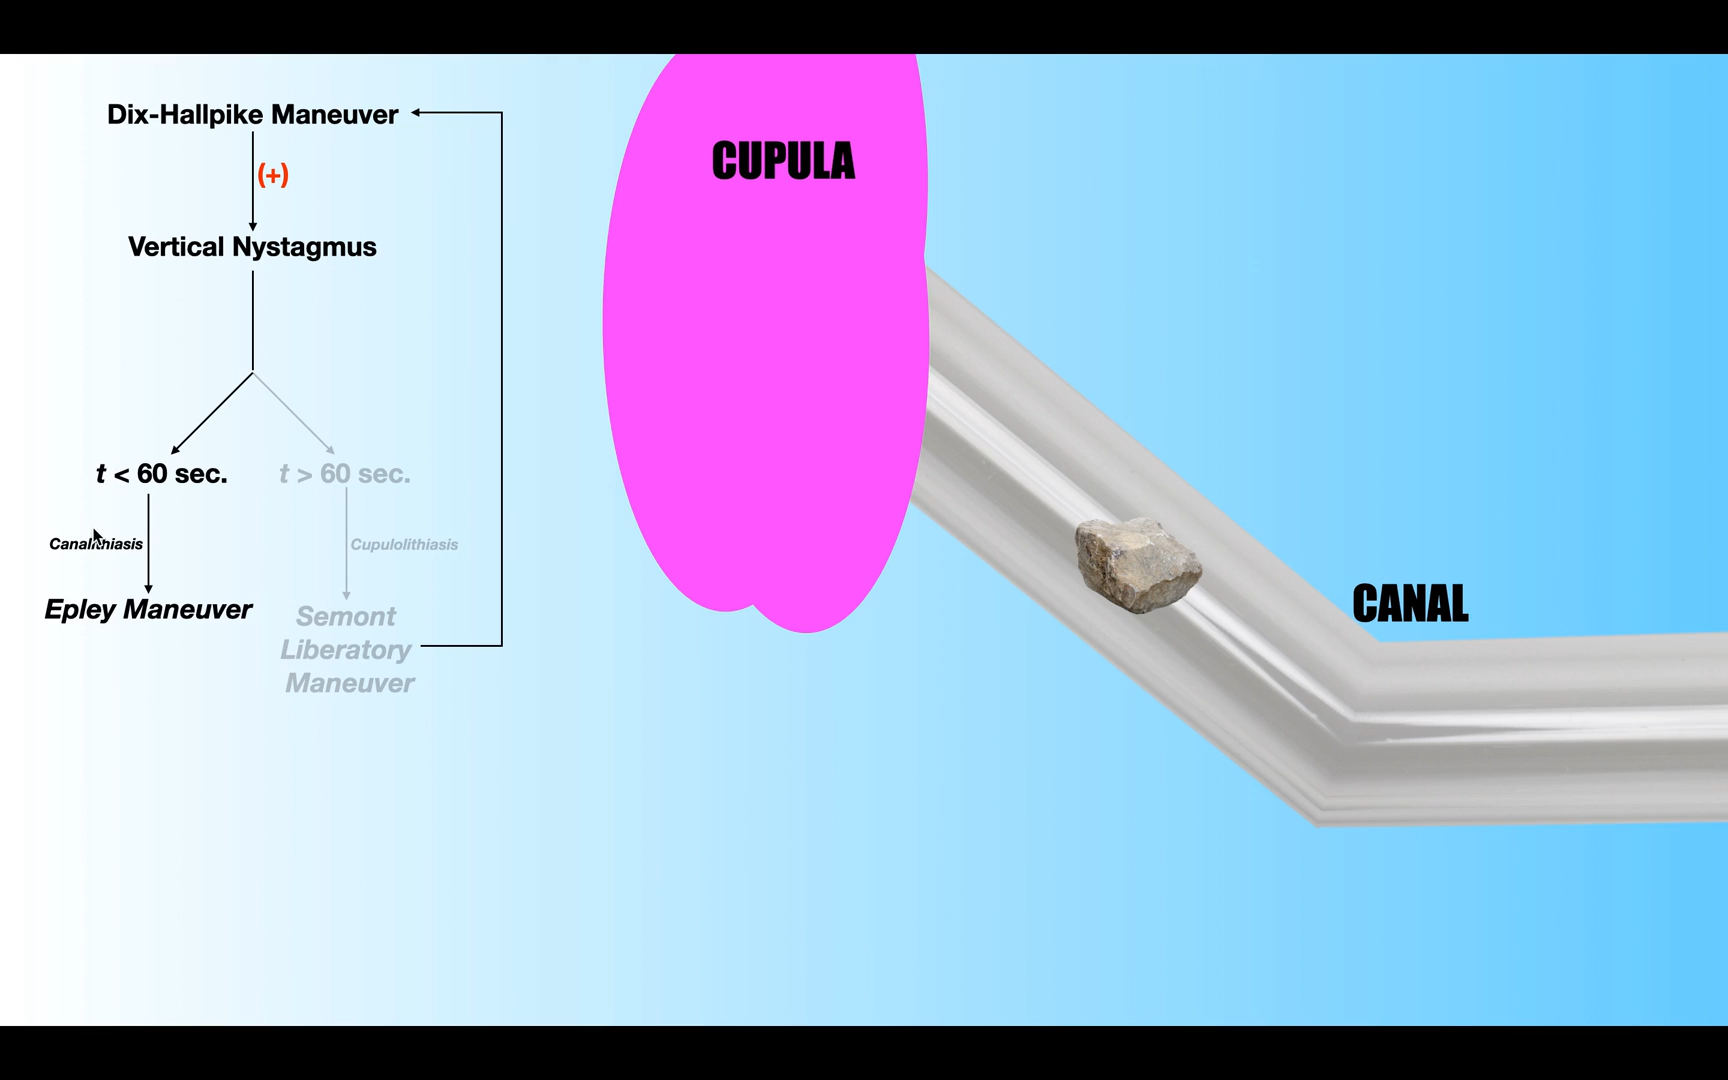 Dix-Hallpike Maneuver
(+)
Vertical Nystagmus
t < 60 sec.
t > 60 sec.
Canalithiasis
Cupulolithiasis
Epley Maneuver
Semont
Liberatory
Maneuver
CUPULA
CANAL